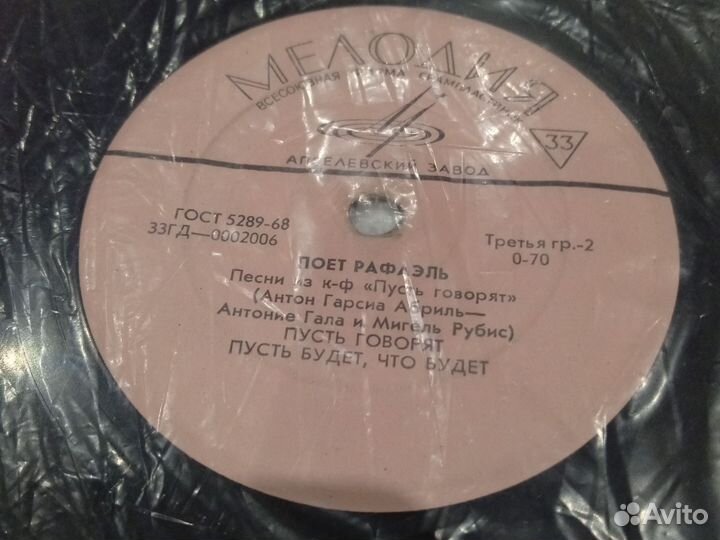 МЕЛОДИЯ
ВСЕСОЮЗНАЯ ФИРМА ГРАМПЛАСТИНОК
33
АПРЕЛЕВСКИЙ ЗАВОД
ГОСТ 5289-68
33ГД—0002006
Третья гр.-2
0-70
ПОЕТ РАФАЭЛЬ
Песни из к-ф «Пусть говорят»
(Антон Гарсиа Абриль—
Антоние Гала и Мигель Рубис)
ПУСТЬ ГОВОРЯТ
ПУСТЬ БУДЕТ, ЧТО БУДЕТ
Avito